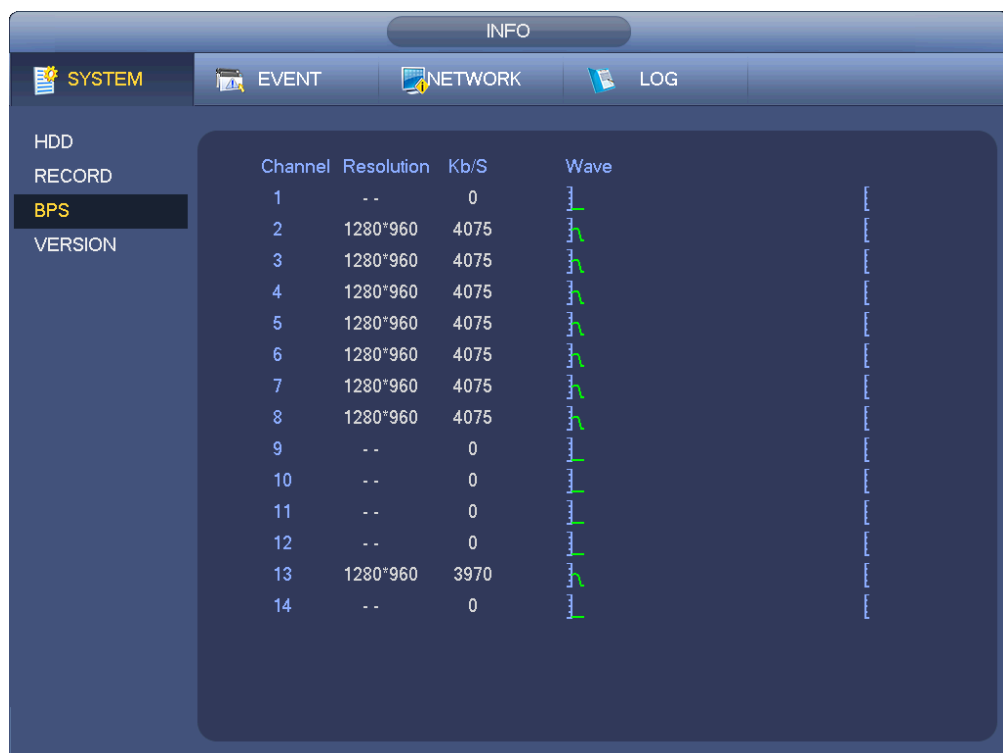 INFO
SYSTEM EVENT NETWORK LOG
HDD
RECORD
BPS
VERSION
Channel Resolution Kb/S Wave
1 - - 0
2 1280*960 4075
3 1280*960 4075
4 1280*960 4075
5 1280*960 4075
6 1280*960 4075
7 1280*960 4075
8 1280*960 4075
9 - - 0
10 - - 0
11 - - 0
12 - - 0
13 1280*960 3970
14 - - 0